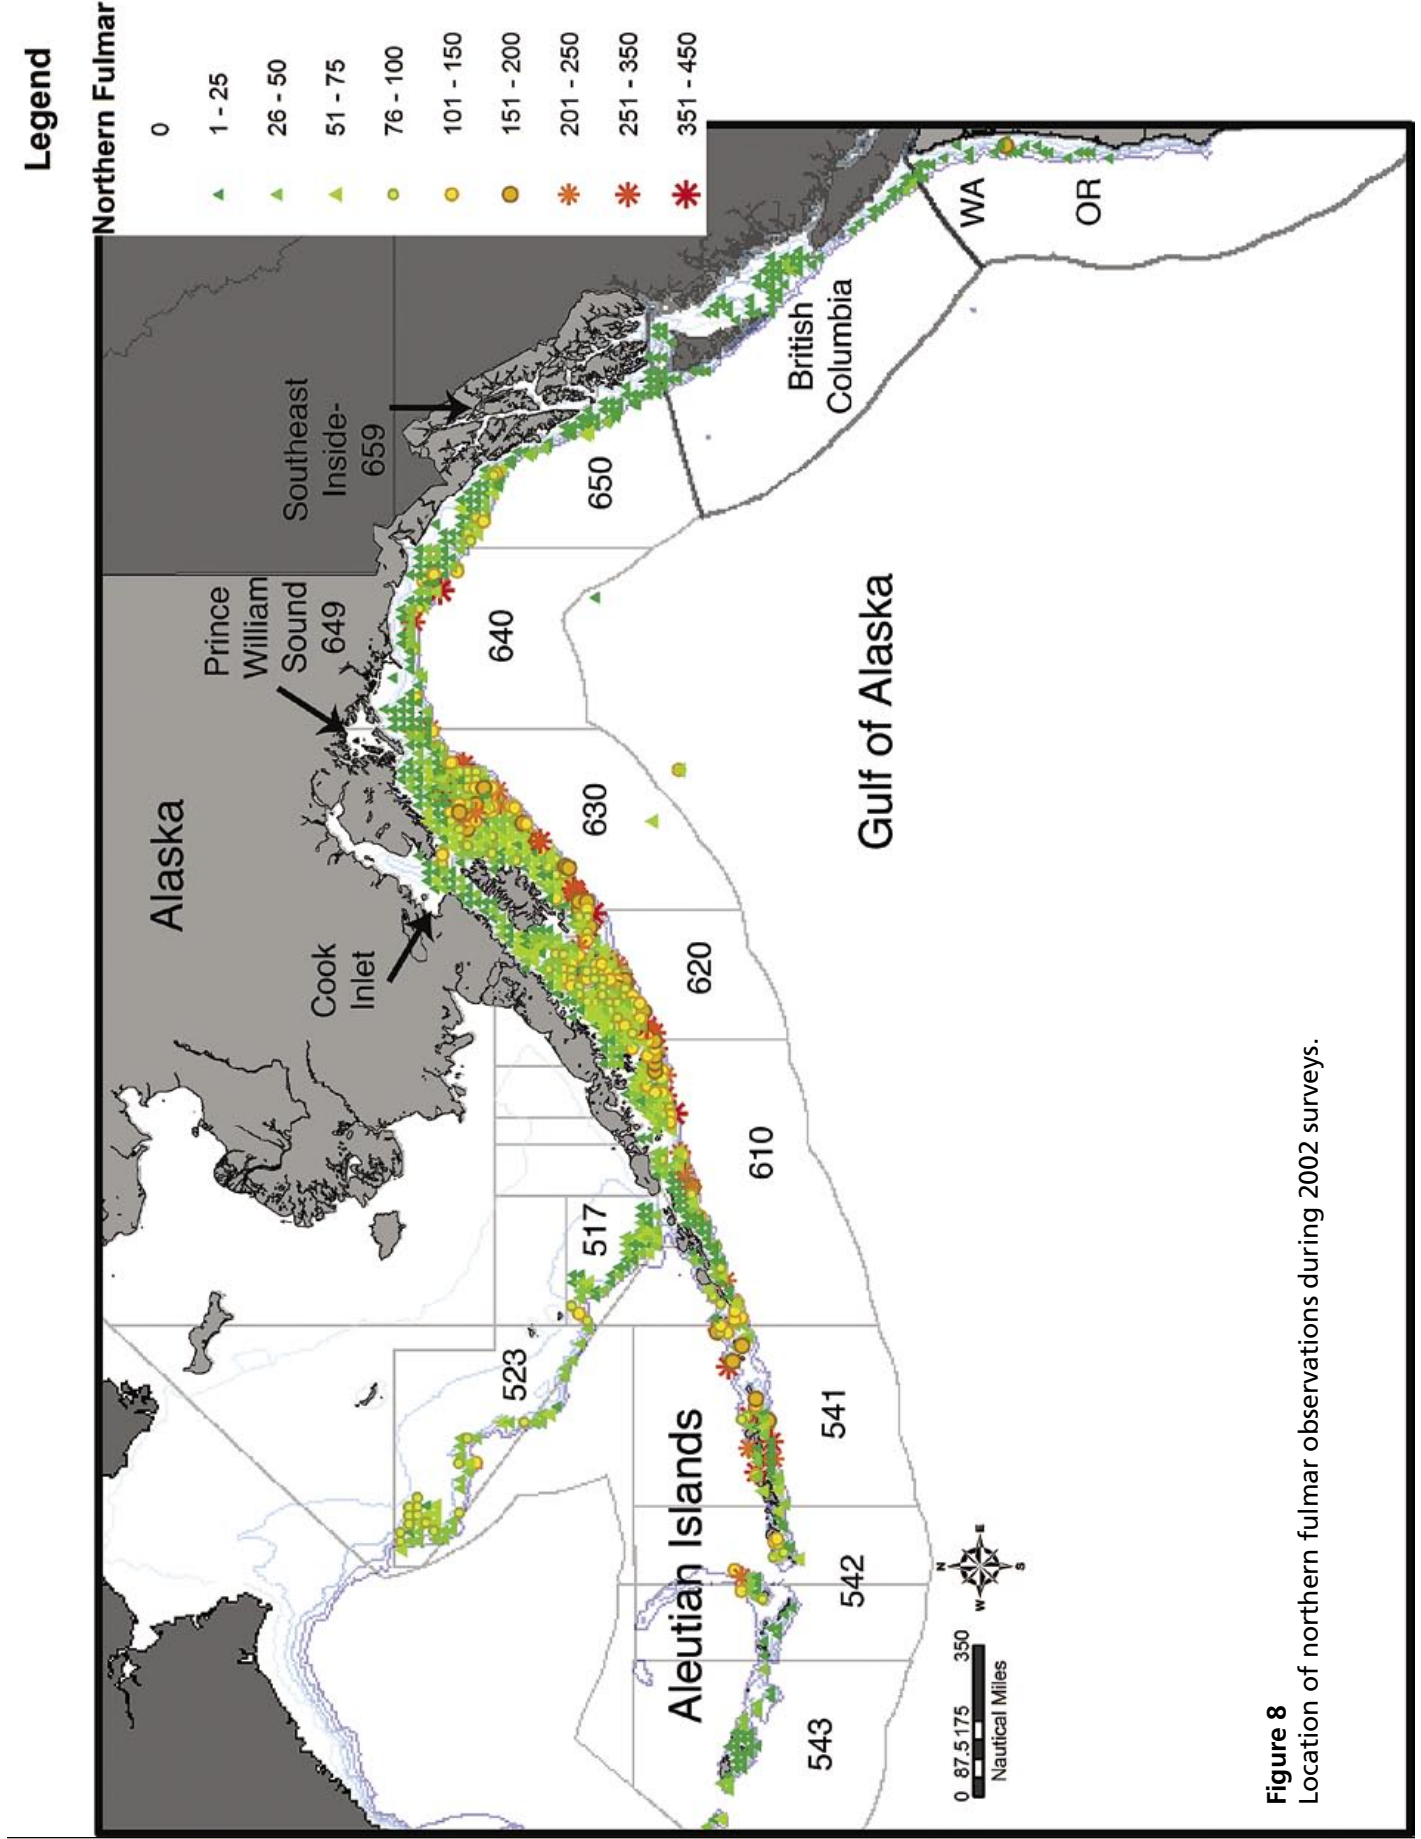 Legend
Northern Fulmar
0
1 - 25
26 - 50
51 - 75
76 - 100
101 - 150
151 - 200
201 - 250
251 - 350
351 - 450
Alaska
Prince
William
Sound
649
Southeast
Inside-
659
Cook
Inlet
517
523
Aleutian Islands
543
542
541
610
620
630
640
650
British
Columbia
WA
OR
Gulf of Alaska
N
W
E
S
0 87.5 175 350
Nautical Miles
Figure 8
Location of northern fulmar observations during 2002 surveys.